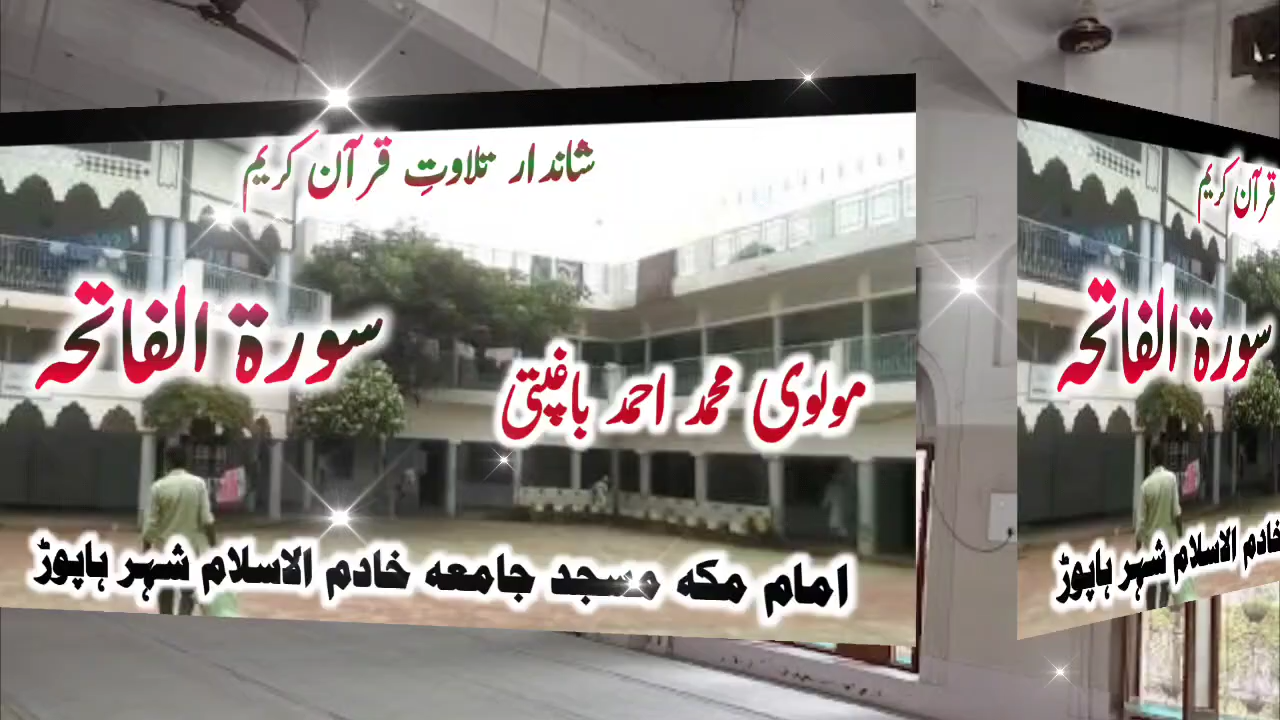 شاندار تلاوتِ قرآن کریم
سورۃ الفاتحہ
مولوی محمد احمد باغپتی
امام مکہ مسجد جامعہ خادم الاسلام شہر ہاپوڑ
قرآن کریم
سورۃ الفاتحہ
خادم الاسلام شہر ہاپوڑ